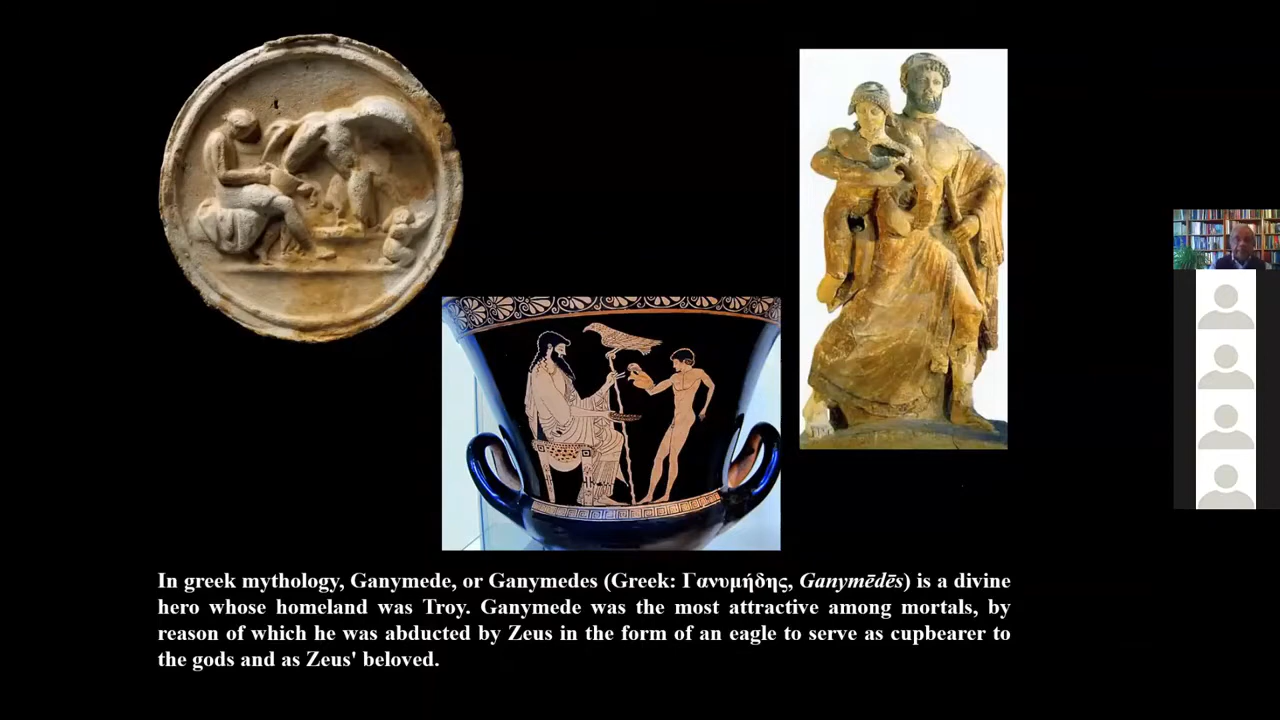 In greek mythology, Ganymede, or Ganymedes (Greek: Γανυμήδης, Ganymēdēs) is a divine
hero whose homeland was Troy. Ganymede was the most attractive among mortals, by
reason of which he was abducted by Zeus in the form of an eagle to serve as cupbearer to
the gods and as Zeus' beloved.